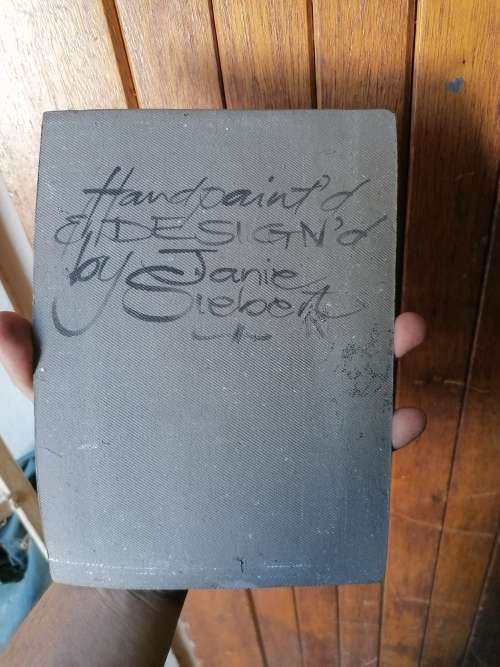 Handpaint'd
& DESIGN'd
by Janie
Siebert